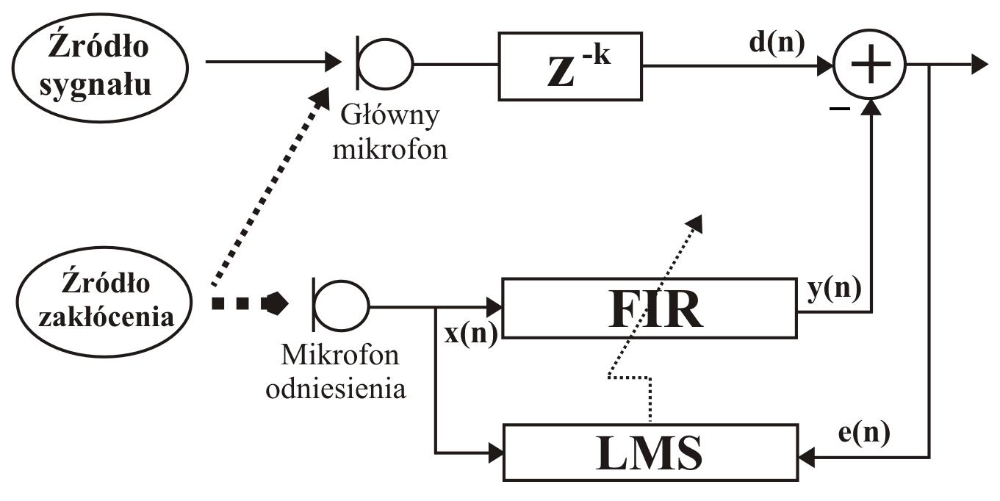 Źródło
sygnału
Główny
mikrofon
z -k
d(n)
+
–
Źródło
zakłócenia
Mikrofon
odniesienia
x(n)
FIR
y(n)
LMS
e(n)